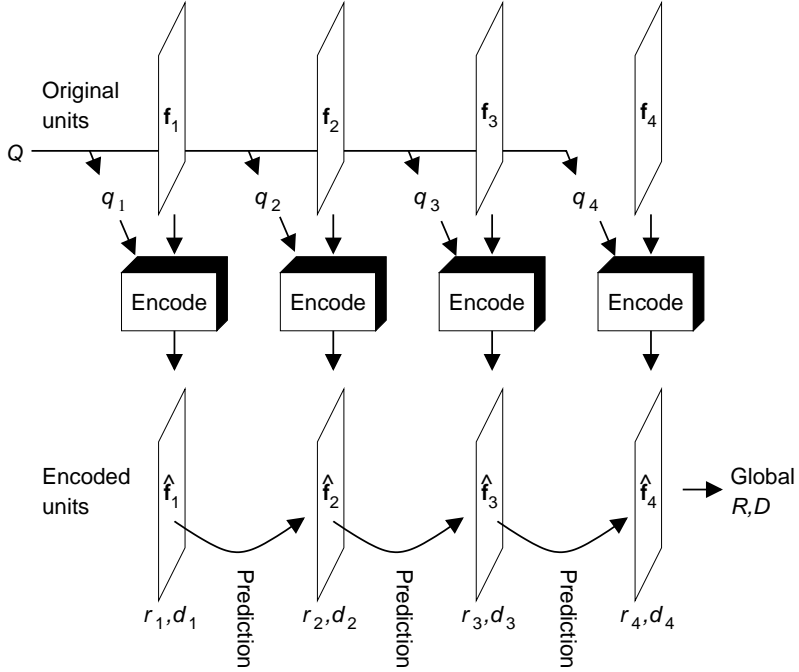 Original units
f1 f2 f3 f4
Q
q1 q2 q3 q4
Encode Encode Encode Encode
Encoded units
f̂1 f̂2 f̂3 f̂4
Global R,D
Prediction Prediction Prediction
r1,d1 r2,d2 r3,d3 r4,d4